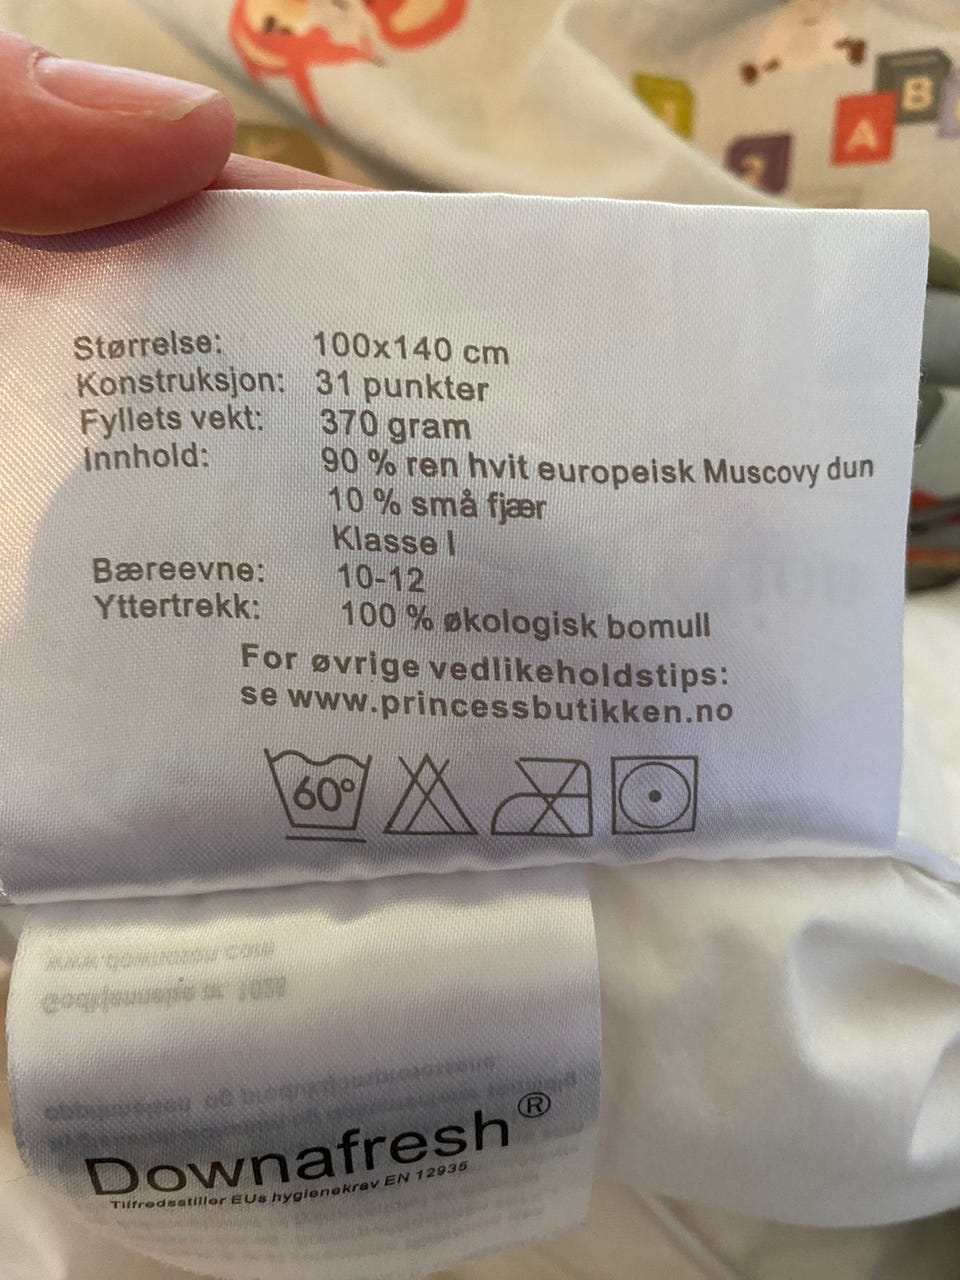 B
A
2
Størrelse: 100x140 cm
Konstruksjon: 31 punkter
Fyllets vekt: 370 gram
Innhold: 90 % ren hvit europeisk Muscovy dun
10 % små fjær
Klasse I
Bæreevne: 10-12
Yttertrekk: 100 % økologisk bomull
For øvrige vedlikeholdstips:
se www.princessbutikken.no
60°
Downafresh®
Tilfredsstiller EUs hygienekrav EN 12935